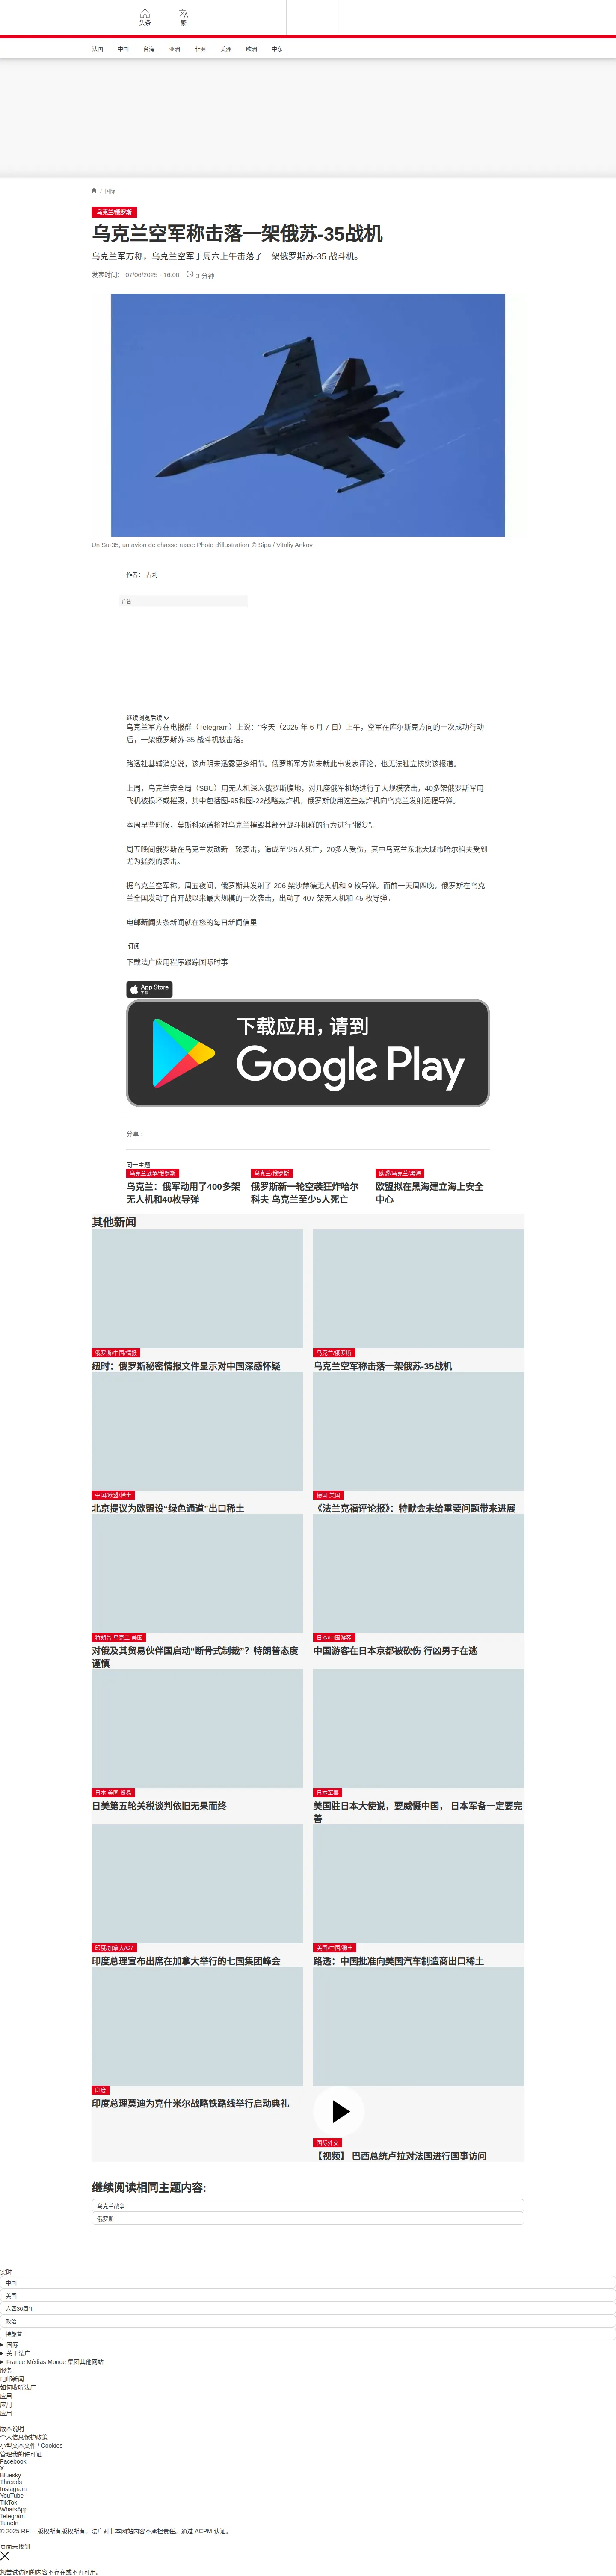 头条
繁
法国
中国
台海
亚洲
非洲
美洲
欧洲
中东
/ 国际
乌克兰/俄罗斯
乌克兰空军称击落一架俄苏-35战机
乌克兰军方称，乌克兰空军于周六上午击落了一架俄罗斯苏-35 战斗机。
发表时间： 07/06/2025 - 16:00
3 分钟
Un Su-35, un avion de chasse russe Photo d'illustration © Sipa / Vitaliy Ankov
作者： 古莉
广告
继续浏览后续
乌克兰军方在电报群（Telegram）上说：“今天（2025 年 6 月 7 日）上午，空军在库尔斯克方向的一次成功行动
后，一架俄罗斯苏-35 战斗机被击落。
路透社基辅消息说，该声明未透露更多细节。俄罗斯军方尚未就此事发表评论，也无法独立核实该报道。
上周，乌克兰安全局（SBU）用无人机深入俄罗斯腹地，对几座俄军机场进行了大规模袭击，40多架俄罗斯军用
飞机被损坏或摧毁，其中包括图-95和图-22战略轰炸机，俄罗斯使用这些轰炸机向乌克兰发射远程导弹。
本周早些时候，莫斯科承诺将对乌克兰摧毁其部分战斗机群的行为进行“报复”。
周五晚间俄罗斯在乌克兰发动新一轮袭击，造成至少5人死亡，20多人受伤，其中乌克兰东北大城市哈尔科夫受到
尤为猛烈的袭击。
据乌克兰空军称，周五夜间，俄罗斯共发射了 206 架沙赫德无人机和 9 枚导弹。而前一天周四晚，俄罗斯在乌克
兰全国发动了自开战以来最大规模的一次袭击，出动了 407 架无人机和 45 枚导弹。
电邮新闻头条新闻就在您的每日新闻信里
订阅
下载法广应用程序跟踪国际时事
App Store
下载
下载应用，请到
Google Play
分享 :
同一主题
乌克兰战争/俄罗斯
乌克兰：俄军动用了400多架
无人机和40枚导弹
乌克兰/俄罗斯
俄罗斯新一轮空袭狂炸哈尔
科夫 乌克兰至少5人死亡
欧盟/乌克兰/黑海
欧盟拟在黑海建立海上安全
中心
其他新闻
俄罗斯/中国/情报
纽时：俄罗斯秘密情报文件显示对中国深感怀疑
乌克兰/俄罗斯
乌克兰空军称击落一架俄苏-35战机
中国/欧盟/稀土
北京提议为欧盟设“绿色通道”出口稀土
德国 美国
《法兰克福评论报》：特默会未给重要问题带来进展
特朗普 乌克兰 美国
对俄及其贸易伙伴国启动“断骨式制裁”？特朗普态度
谨慎
日本/中国游客
中国游客在日本京都被砍伤 行凶男子在逃
日本 美国 贸易
日美第五轮关税谈判依旧无果而终
日本军事
美国驻日本大使说，要威慑中国， 日本军备一定要完
善
印度/加拿大/G7
印度总理宣布出席在加拿大举行的七国集团峰会
美国/中国/稀土
路透：中国批准向美国汽车制造商出口稀土
印度
印度总理莫迪为克什米尔战略铁路线举行启动典礼
国际外交
【视频】 巴西总统卢拉对法国进行国事访问
继续阅读相同主题内容:
乌克兰战争
俄罗斯
实时
中国
美国
六四36周年
政治
特朗普
国际
关于法广
France Médias Monde 集团其他网站
服务
电邮新闻
如何收听法广
应用
应用
应用
版本说明
个人信息保护政策
小型文本文件 / Cookies
管理我的许可证
Facebook
X
Bluesky
Threads
Instagram
YouTube
TikTok
WhatsApp
Telegram
TuneIn
© 2025 RFI – 版权所有版权所有。法广对非本网站内容不承担责任。通过 ACPM 认证。
页面未找到
您尝试访问的内容不存在或不再可用。